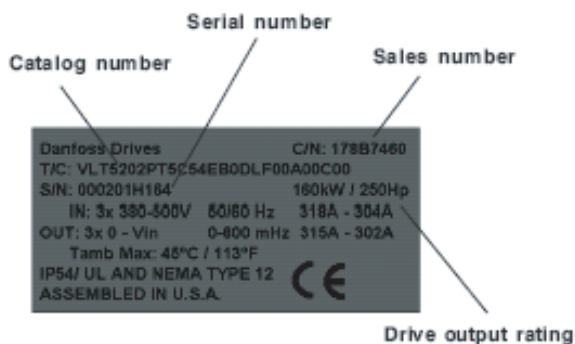 Serial number
Catalog number
Sales number
Danfoss Drives C/N: 178B7460
T/C: VLT5202PT5C54EB0DLF00A00C00
S/N: 000201H164 160kW / 250Hp
IN: 3x 380-500V 50/60 Hz 318A - 304A
OUT: 3x 0 - Vin 0-800 mHz 315A - 302A
Tamb Max: 45°C / 113°F
IP54/ UL AND NEMA TYPE 12
ASSEMBLED IN U.S.A.
CE
Drive output rating